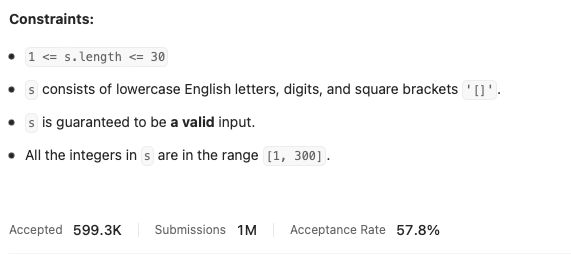 Constraints:
1 <= s.length <= 30
s consists of lowercase English letters, digits, and square brackets '[]'.
s is guaranteed to be a valid input.
All the integers in s are in the range [1, 300].
Accepted 599.3K Submissions 1M Acceptance Rate 57.8%